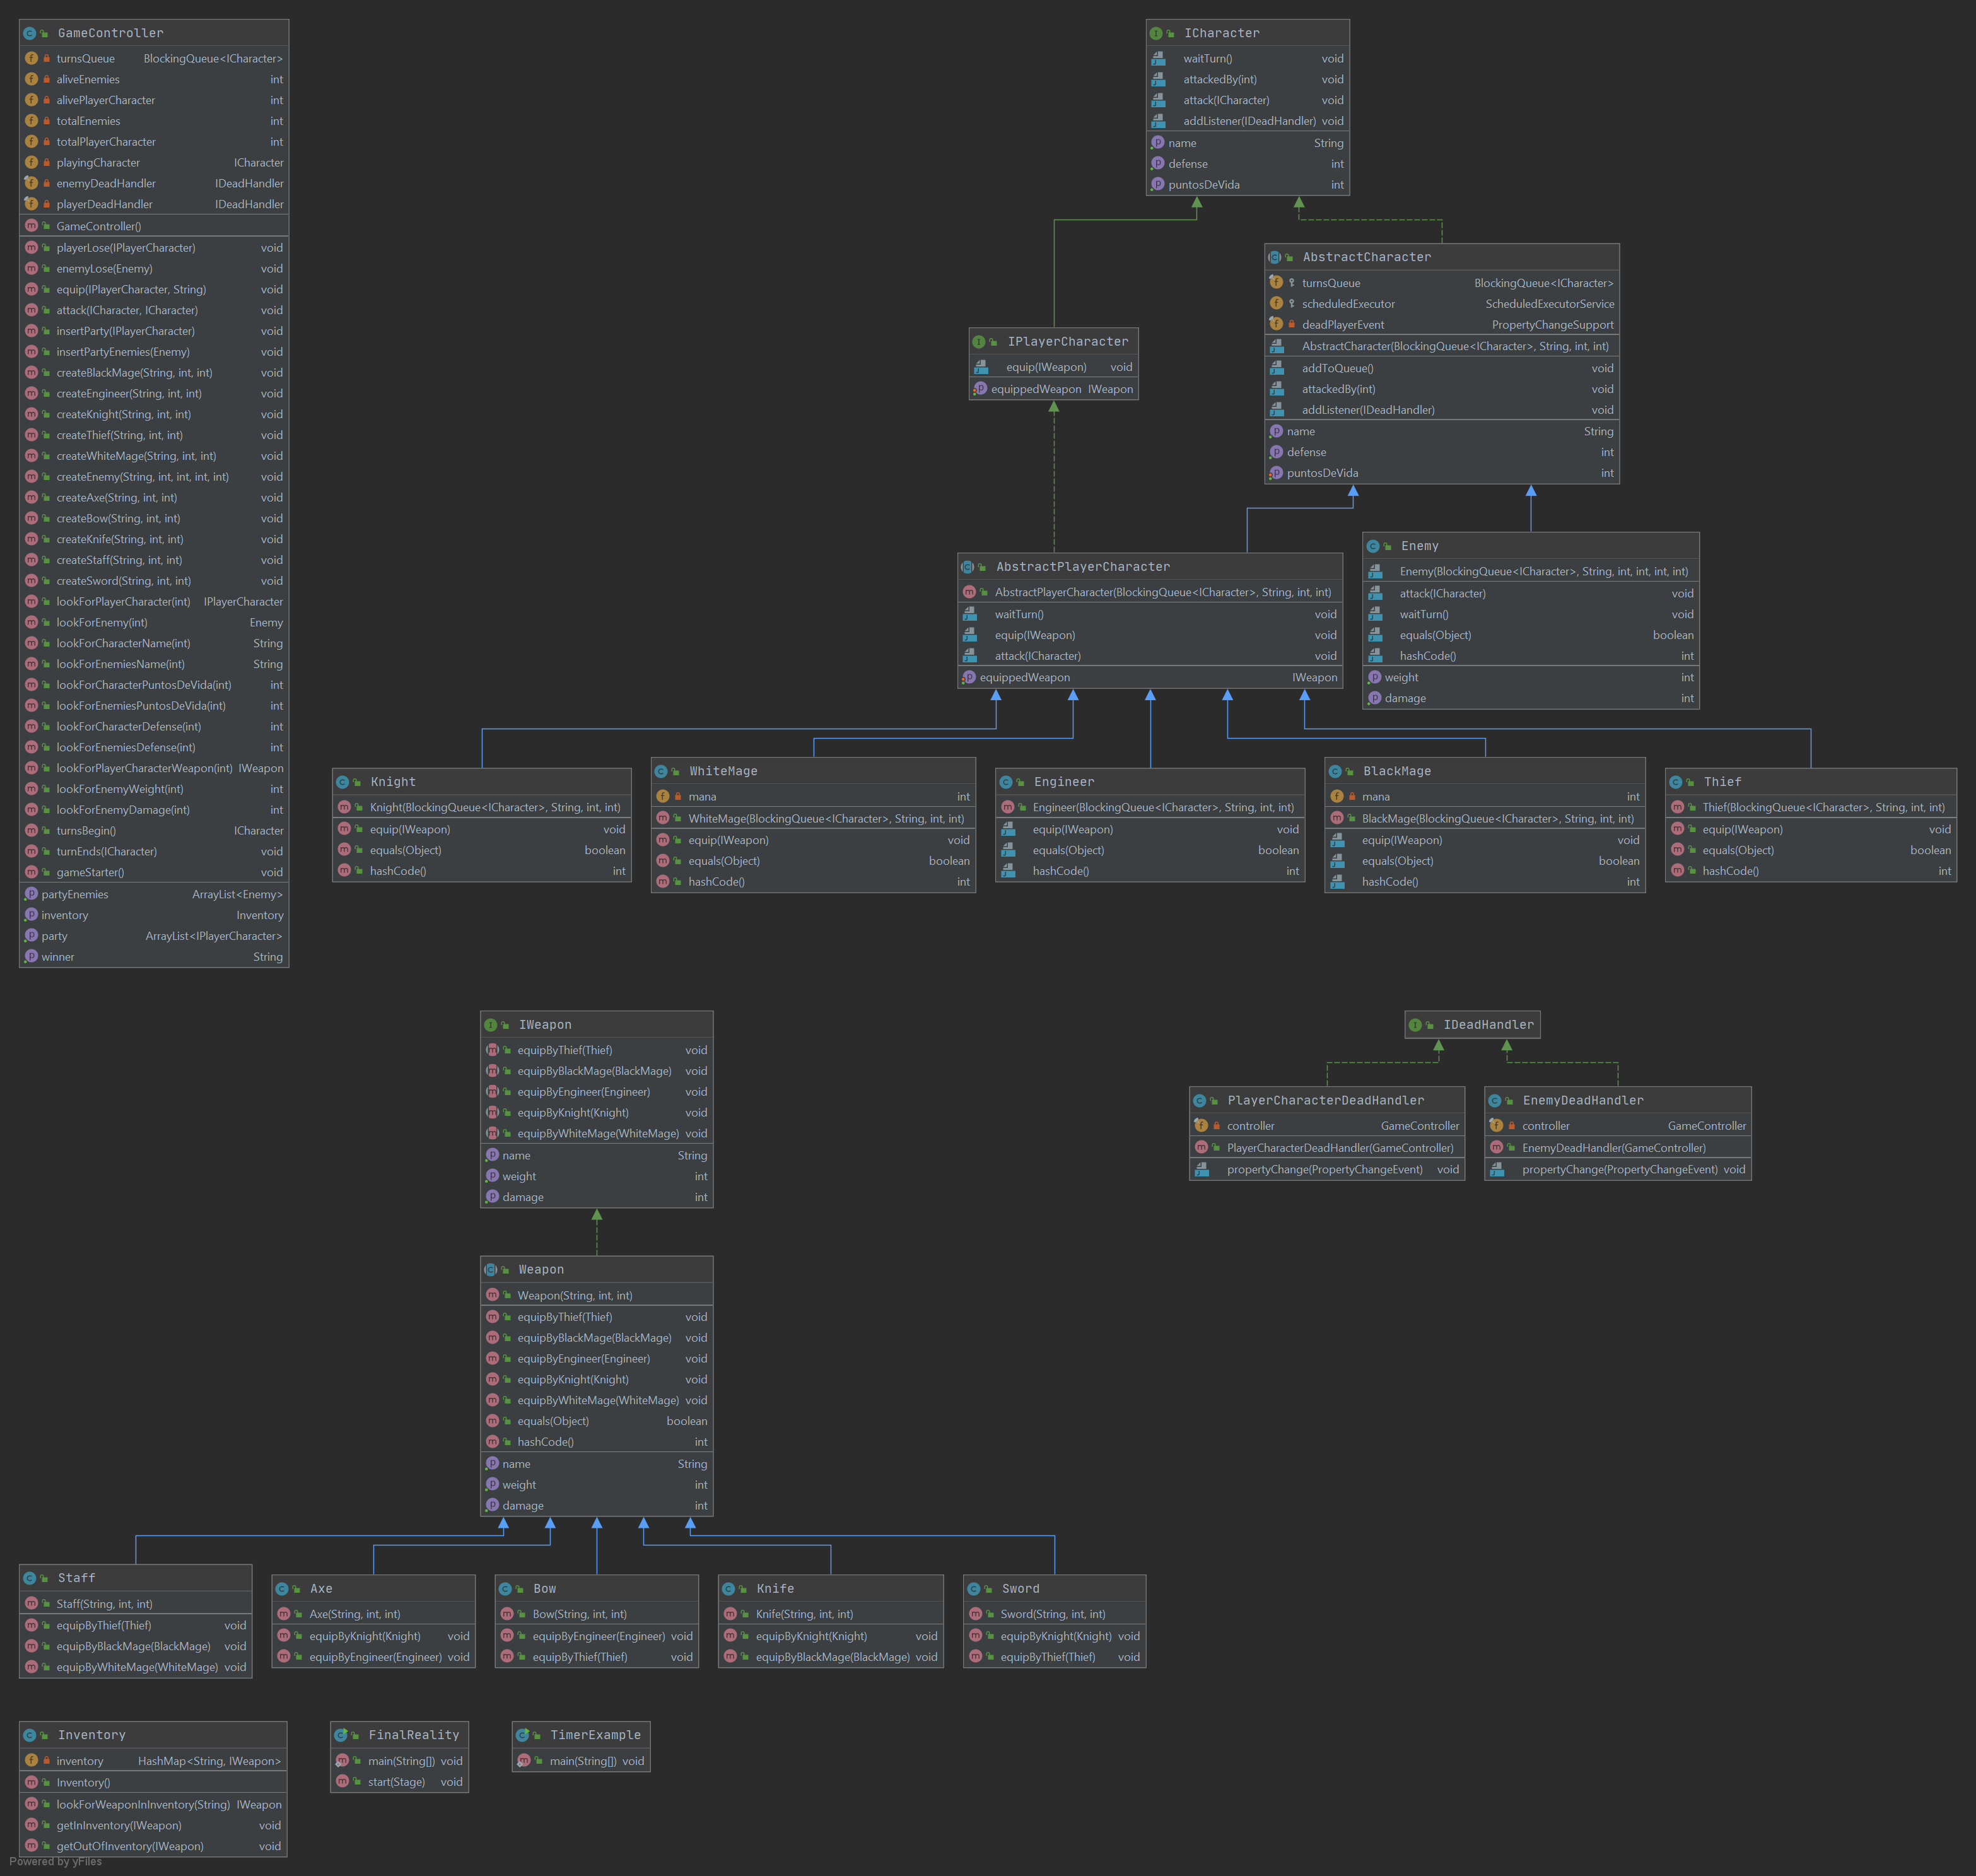 GameController
turnsQueue BlockingQueue<ICharacter>
aliveEnemies int
alivePlayerCharacter int
totalEnemies int
totalPlayerCharacter int
playingCharacter ICharacter
enemyDeadHandler IDeadHandler
playerDeadHandler IDeadHandler
GameController()
playerLose(IPlayerCharacter) void
enemyLose(Enemy) void
equip(IPlayerCharacter, String) void
attack(ICharacter, ICharacter) void
insertParty(IPlayerCharacter) void
insertPartyEnemies(Enemy) void
createBlackMage(String, int, int) void
createEngineer(String, int, int) void
createKnight(String, int, int) void
createThief(String, int, int) void
createWhiteMage(String, int, int) void
createEnemy(String, int, int, int, int) void
createAxe(String, int, int) void
createBow(String, int, int) void
createKnife(String, int, int) void
createStaff(String, int, int) void
createSword(String, int, int) void
lookForPlayerCharacter(int) IPlayerCharacter
lookForEnemy(int) Enemy
lookForCharacterName(int) String
lookForEnemiesName(int) String
lookForCharacterPuntosDeVida(int) int
lookForEnemiesPuntosDeVida(int) int
lookForCharacterDefense(int) int
lookForEnemiesDefense(int) int
lookForPlayerCharacterWeapon(int) IWeapon
lookForEnemyWeight(int) int
lookForEnemyDamage(int) int
turnsBegin() ICharacter
turnEnds(ICharacter) void
gameStarter() void
partyEnemies ArrayList<Enemy>
inventory Inventory
party ArrayList<IPlayerCharacter>
winner String
ICharacter
waitTurn() void
attackedBy(int) void
attack(ICharacter) void
addListener(IDeadHandler) void
name String
defense int
puntosDeVida int
AbstractCharacter
turnsQueue BlockingQueue<ICharacter>
scheduledExecutor ScheduledExecutorService
deadPlayerEvent PropertyChangeSupport
AbstractCharacter(BlockingQueue<ICharacter>, String, int, int)
addToQueue() void
attackedBy(int) void
addListener(IDeadHandler) void
name String
defense int
puntosDeVida int
IPlayerCharacter
equip(IWeapon) void
equippedWeapon IWeapon
AbstractPlayerCharacter
AbstractPlayerCharacter(BlockingQueue<ICharacter>, String, int, int)
waitTurn() void
equip(IWeapon) void
attack(ICharacter) void
equippedWeapon IWeapon
Enemy
Enemy(BlockingQueue<ICharacter>, String, int, int, int, int)
attack(ICharacter) void
waitTurn() void
equals(Object) boolean
hashCode() int
weight int
damage int
Knight
Knight(BlockingQueue<ICharacter>, String, int, int)
equip(IWeapon) void
equals(Object) boolean
hashCode() int
WhiteMage
mana int
WhiteMage(BlockingQueue<ICharacter>, String, int, int)
equip(IWeapon) void
equals(Object) boolean
hashCode() int
Engineer
Engineer(BlockingQueue<ICharacter>, String, int, int)
equip(IWeapon) void
equals(Object) boolean
hashCode() int
BlackMage
mana int
BlackMage(BlockingQueue<ICharacter>, String, int, int)
equip(IWeapon) void
equals(Object) boolean
hashCode() int
Thief
Thief(BlockingQueue<ICharacter>, String, int, int)
equip(IWeapon) void
equals(Object) boolean
hashCode() int
IWeapon
equipByThief(Thief) void
equipByBlackMage(BlackMage) void
equipByEngineer(Engineer) void
equipByKnight(Knight) void
equipByWhiteMage(WhiteMage) void
name String
weight int
damage int
IDeadHandler
PlayerCharacterDeadHandler
controller GameController
PlayerCharacterDeadHandler(GameController)
propertyChange(PropertyChangeEvent) void
EnemyDeadHandler
controller GameController
EnemyDeadHandler(GameController)
propertyChange(PropertyChangeEvent) void
Weapon
Weapon(String, int, int)
equipByThief(Thief) void
equipByBlackMage(BlackMage) void
equipByEngineer(Engineer) void
equipByKnight(Knight) void
equipByWhiteMage(WhiteMage) void
equals(Object) boolean
hashCode() int
name String
weight int
damage int
Staff
Staff(String, int, int)
equipByThief(Thief) void
equipByBlackMage(BlackMage) void
equipByWhiteMage(WhiteMage) void
Axe
Axe(String, int, int)
equipByKnight(Knight) void
equipByEngineer(Engineer) void
Bow
Bow(String, int, int)
equipByEngineer(Engineer) void
equipByThief(Thief) void
Knife
Knife(String, int, int)
equipByKnight(Knight) void
equipByBlackMage(BlackMage) void
Sword
Sword(String, int, int)
equipByKnight(Knight) void
equipByThief(Thief) void
Inventory
inventory HashMap<String, IWeapon>
Inventory()
lookForWeaponInInventory(String) IWeapon
getInInventory(IWeapon) void
getOutOfInventory(IWeapon) void
FinalReality
main(String[]) void
start(Stage) void
TimerExample
main(String[]) void
Powered by yFiles